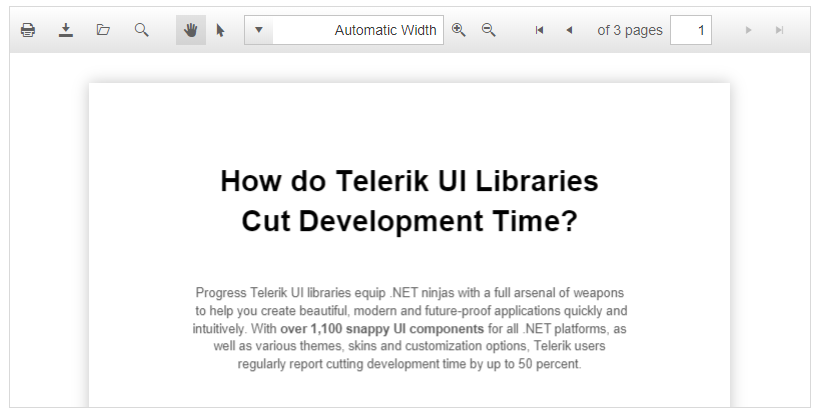 Automatic Width
of 3 pages
1
How do Telerik UI Libraries
Cut Development Time?
Progress Telerik UI libraries equip .NET ninjas with a full arsenal of weapons
to help you create beautiful, modern and future-proof applications quickly and
intuitively. With over 1,100 snappy UI components for all .NET platforms, as
well as various themes, skins and customization options, Telerik users
regularly report cutting development time by up to 50 percent.